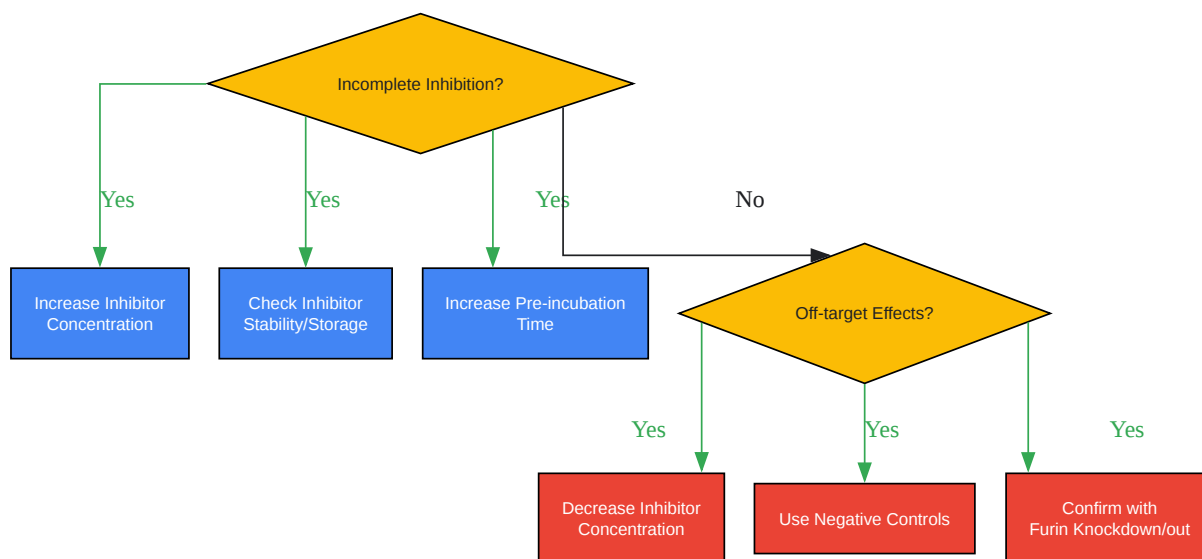 Incomplete Inhibition?
Yes
Yes
Yes
No
Increase Inhibitor
Concentration
Check Inhibitor
Stability/Storage
Increase Pre-incubation
Time
Off-target Effects?
Yes
Yes
Yes
Decrease Inhibitor
Concentration
Use Negative Controls
Confirm with
Furin Knockdown/out